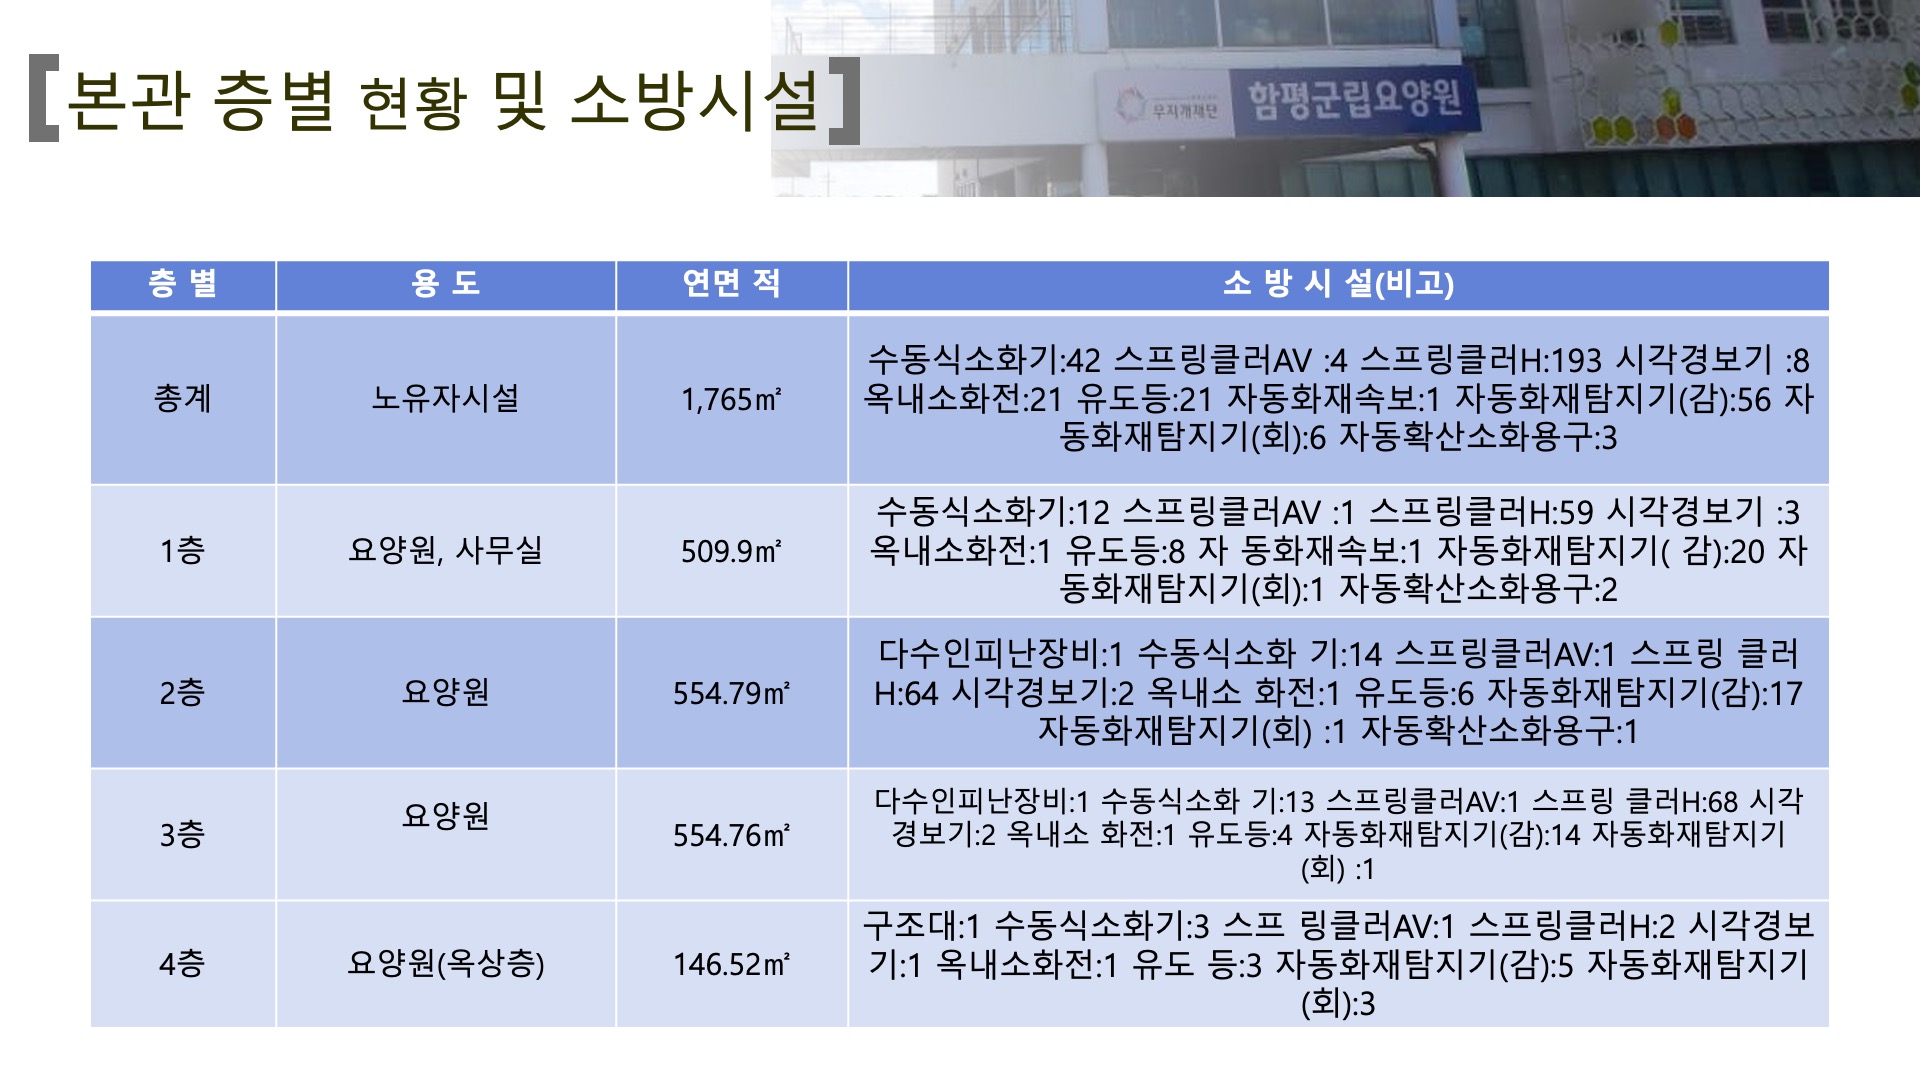 [본관 층별 현황 및 소방시설]
무지개재단 함평군립요양원
층 별 용 도 연면 적 소 방 시 설(비고)
총계 노유자시설 1,765㎡
수동식소화기:42 스프링클러AV :4 스프링클러H:193 시각경보기 :8
옥내소화전:21 유도등:21 자동화재속보:1 자동화재탐지기(감):56 자
동화재탐지기(회):6 자동확산소화용구:3
1층 요양원, 사무실 509.9㎡
수동식소화기:12 스프링클러AV :1 스프링클러H:59 시각경보기 :3
옥내소화전:1 유도등:8 자 동화재속보:1 자동화재탐지기( 감):20 자
동화재탐지기(회):1 자동확산소화용구:2
2층 요양원 554.79㎡
다수인피난장비:1 수동식소화 기:14 스프링클러AV:1 스프링 클러
H:64 시각경보기:2 옥내소 화전:1 유도등:6 자동화재탐지기(감):17
자동화재탐지기(회) :1 자동확산소화용구:1
3층 요양원 554.76㎡
다수인피난장비:1 수동식소화 기:13 스프링클러AV:1 스프링 클러H:68 시각
경보기:2 옥내소 화전:1 유도등:4 자동화재탐지기(감):14 자동화재탐지기
(회) :1
4층 요양원(옥상층) 146.52㎡
구조대:1 수동식소화기:3 스프 링클러AV:1 스프링클러H:2 시각경보
기:1 옥내소화전:1 유도 등:3 자동화재탐지기(감):5 자동화재탐지기
(회):3